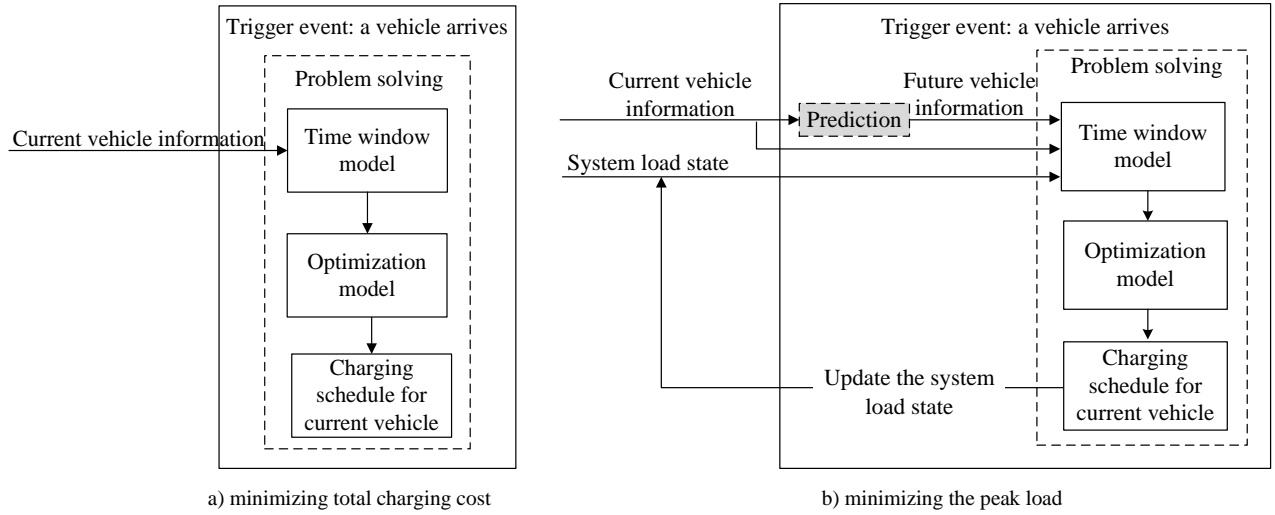 Trigger event: a vehicle arrives
Problem solving
Current vehicle information
Time window
model
Optimization
model
Charging
schedule for
current vehicle
a) minimizing total charging cost
Trigger event: a vehicle arrives
Problem solving
Current vehicle
information
Prediction
Future vehicle
information
Time window
model
System load state
Optimization
model
Charging
schedule for
current vehicle
Update the system
load state
b) minimizing the peak load